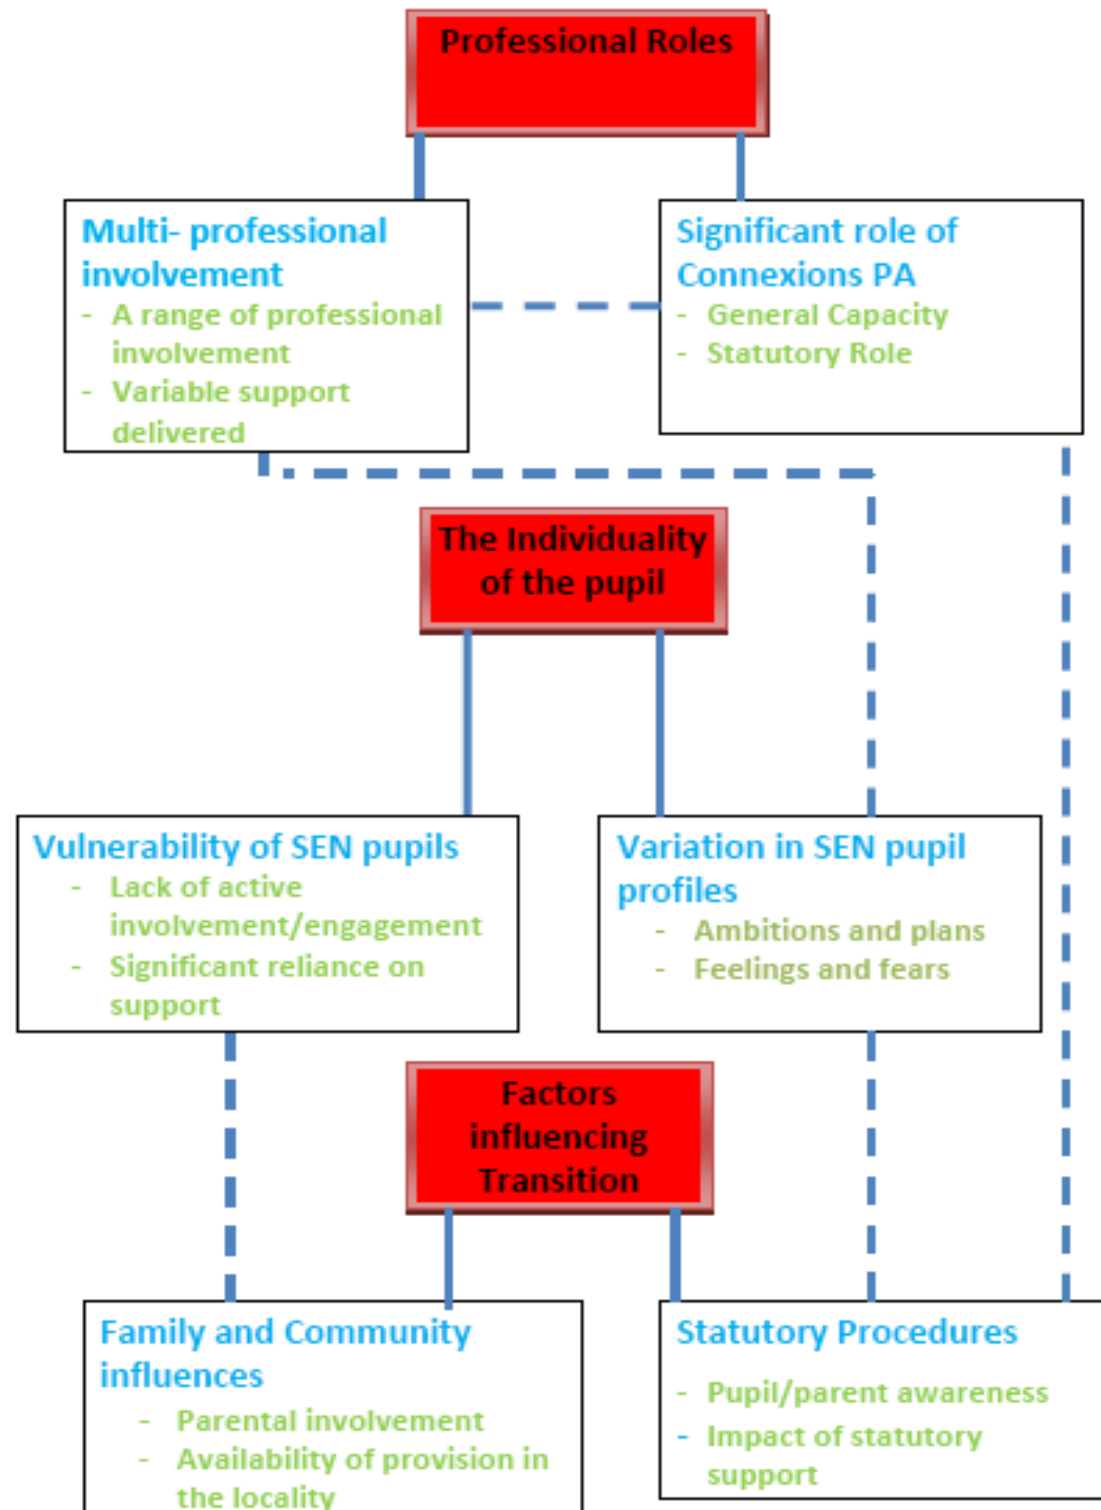 Professional Roles
Multi- professional
involvement
- A range of professional
involvement
- Variable support
delivered
Significant role of
Connexions PA
- General Capacity
- Statutory Role
The Individuality
of the pupil
Vulnerability of SEN pupils
- Lack of active
involvement/engagement
- Significant reliance on
support
Variation in SEN pupil
profiles
- Ambitions and plans
- Feelings and fears
Factors
influencing
Transition
Family and Community
influences
- Parental involvement
- Availability of provision in
the locality
Statutory Procedures
- Pupil/parent awareness
- Impact of statutory
support